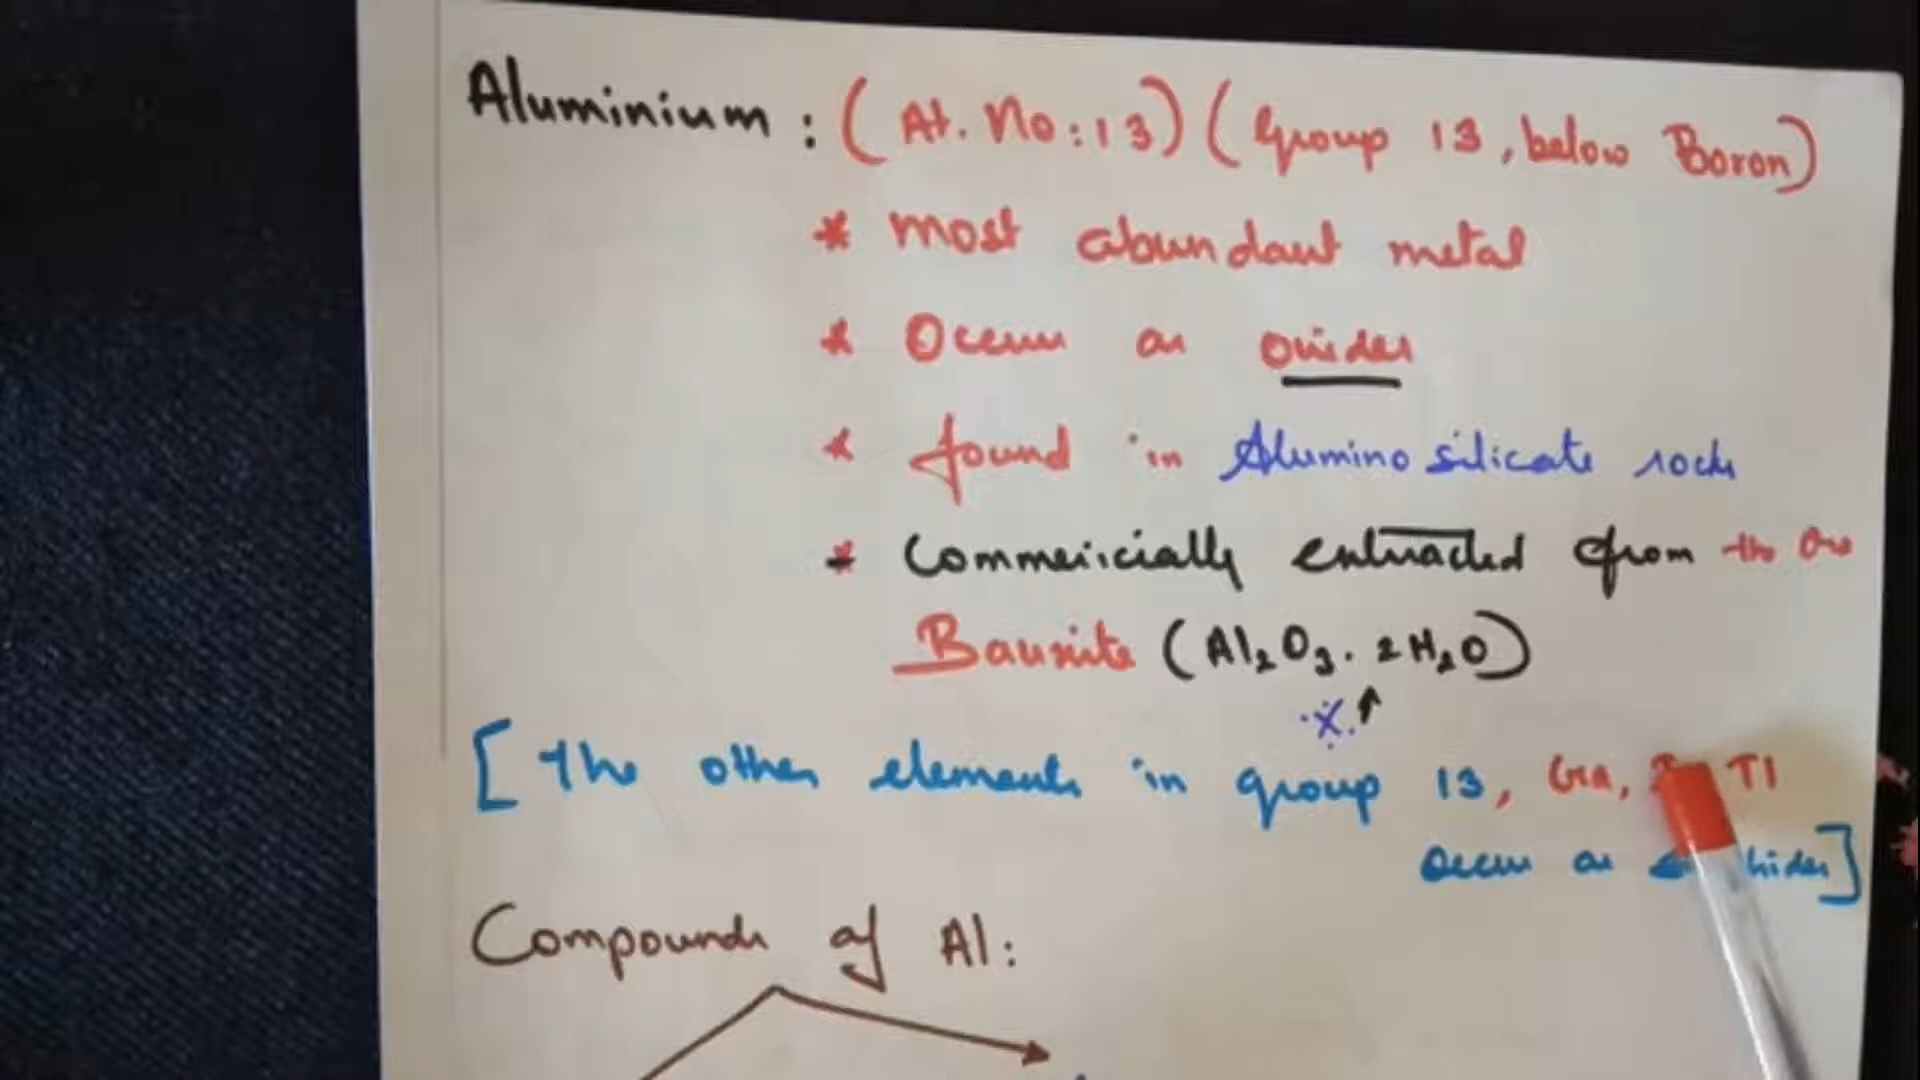 Aluminium : (At. No: 13) (Group 13, below Boron)
* most abundant metal
* Occur as oxides
* found in Alumino silicate rocks
* Commercially extracted from the Ore
Bauxite (Al₂O₃. 2H₂O)
.x.
[The other elements in group 13, Ga, Tl
Occur as]
Compounds of Al: